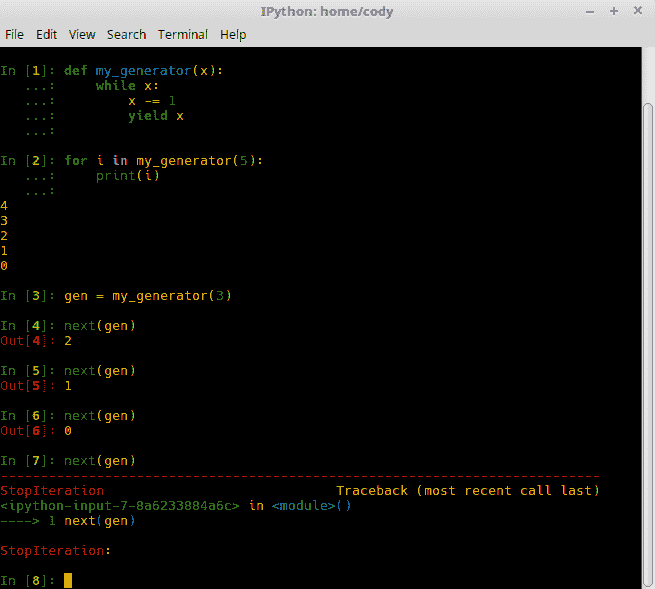 IPython: home/cody
File Edit View Search Terminal Help
In [1]: def my_generator(x):
   ...:     while x:
   ...:         x -= 1
   ...:         yield x
   ...:
In [2]: for i in my_generator(5):
   ...:     print(i)
   ...:
4
3
2
1
0
In [3]: gen = my_generator(3)
In [4]: next(gen)
Out[4]: 2
In [5]: next(gen)
Out[5]: 1
In [6]: next(gen)
Out[6]: 0
In [7]: next(gen)
---------------------------------------------------------------------------
StopIteration                             Traceback (most recent call last)
<ipython-input-7-8a6233884a6c> in <module>()
----> 1 next(gen)
StopIteration:
In [8]: